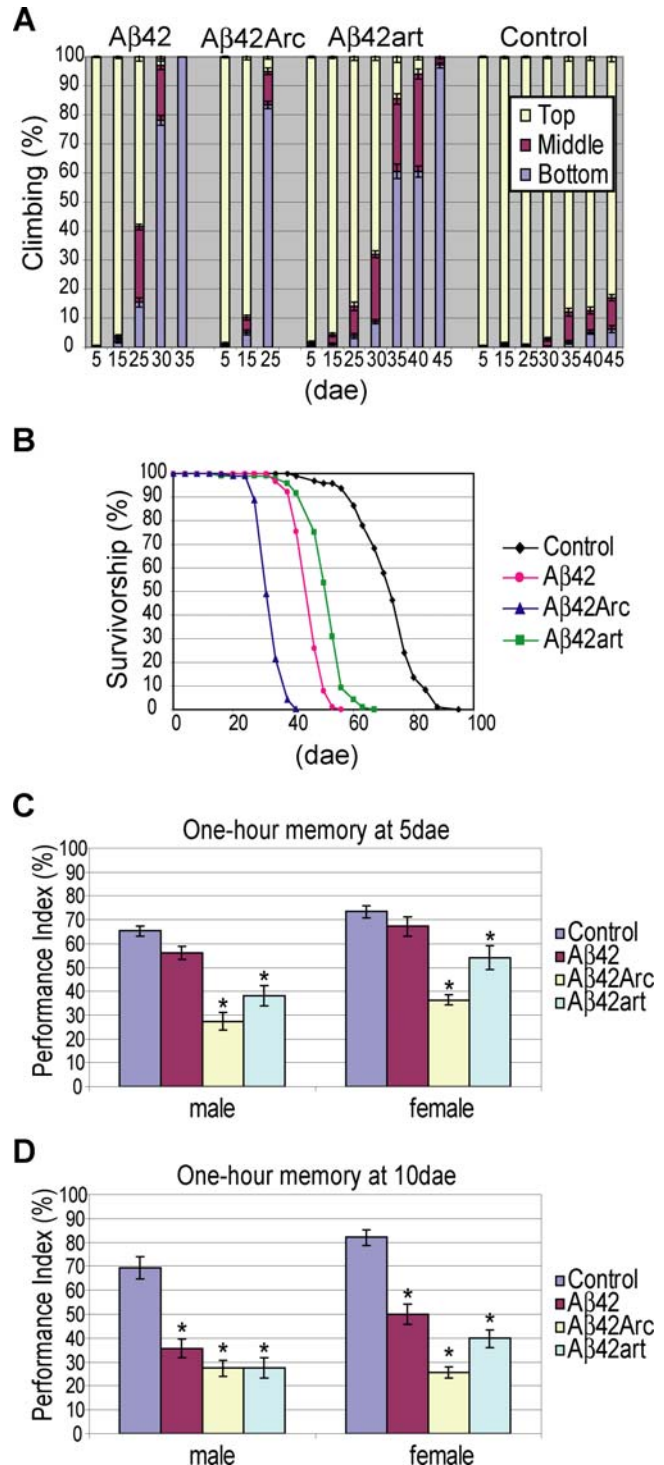 A
Aβ42 Aβ42Arc Aβ42art Control
Climbing (%)
100
90
80
70
60
50
40
30
20
10
0
Top
Middle
Bottom
5 15 25 30 35 5 15 25 5 15 25 30 35 40 45 5 15 25 30 35 40 45
(dae)
B
Survivorship (%)
100
90
80
70
60
50
40
30
20
10
0
0 20 40 60 80 100
(dae)
Control
Aβ42
Aβ42Arc
Aβ42art
C
One-hour memory at 5dae
Performance Index (%)
100
90
80
70
60
50
40
30
20
10
0
* * * *
male female
Control
Aβ42
Aβ42Arc
Aβ42art
D
One-hour memory at 10dae
Performance Index (%)
100
90
80
70
60
50
40
30
20
10
0
* * * * * *
male female
Control
Aβ42
Aβ42Arc
Aβ42art